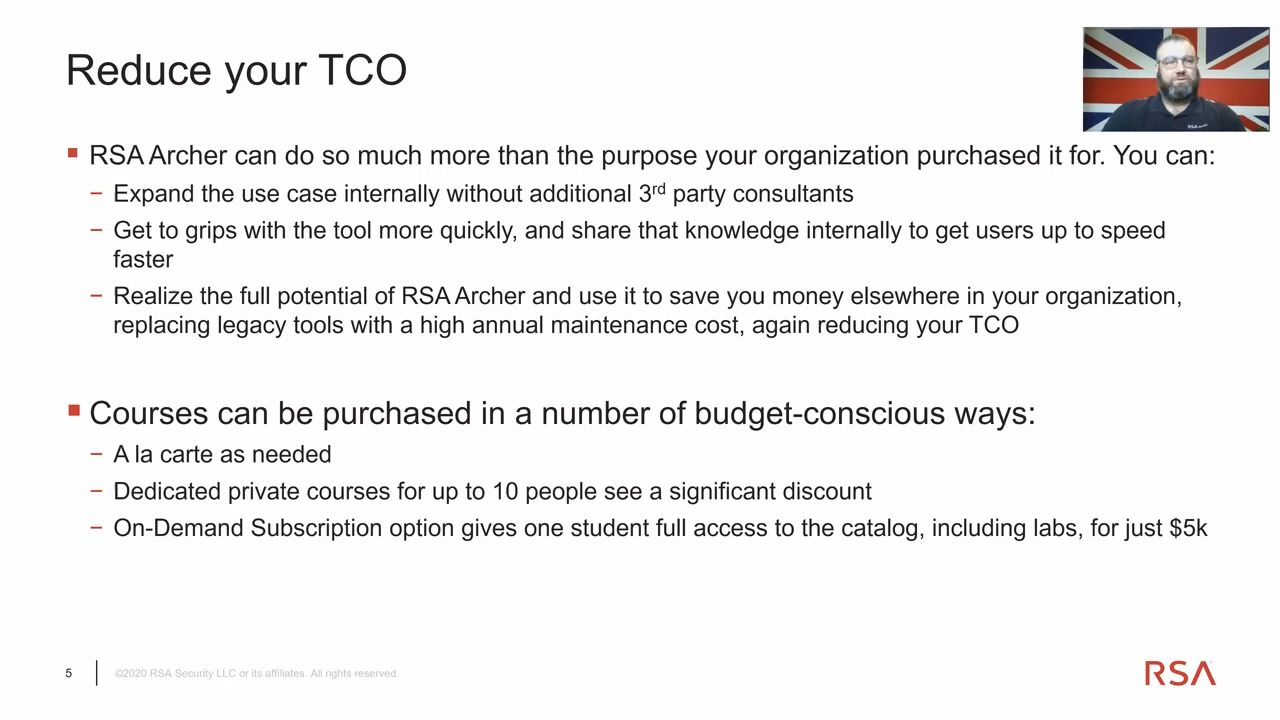 Reduce your TCO
RSA Archer can do so much more than the purpose your organization purchased it for. You can:
− Expand the use case internally without additional 3rd party consultants
− Get to grips with the tool more quickly, and share that knowledge internally to get users up to speed
faster
− Realize the full potential of RSA Archer and use it to save you money elsewhere in your organization,
replacing legacy tools with a high annual maintenance cost, again reducing your TCO
Courses can be purchased in a number of budget-conscious ways:
− A la carte as needed
− Dedicated private courses for up to 10 people see a significant discount
− On-Demand Subscription option gives one student full access to the catalog, including labs, for just $5k
5
©2020 RSA Security LLC or its affiliates. All rights reserved.
RSA